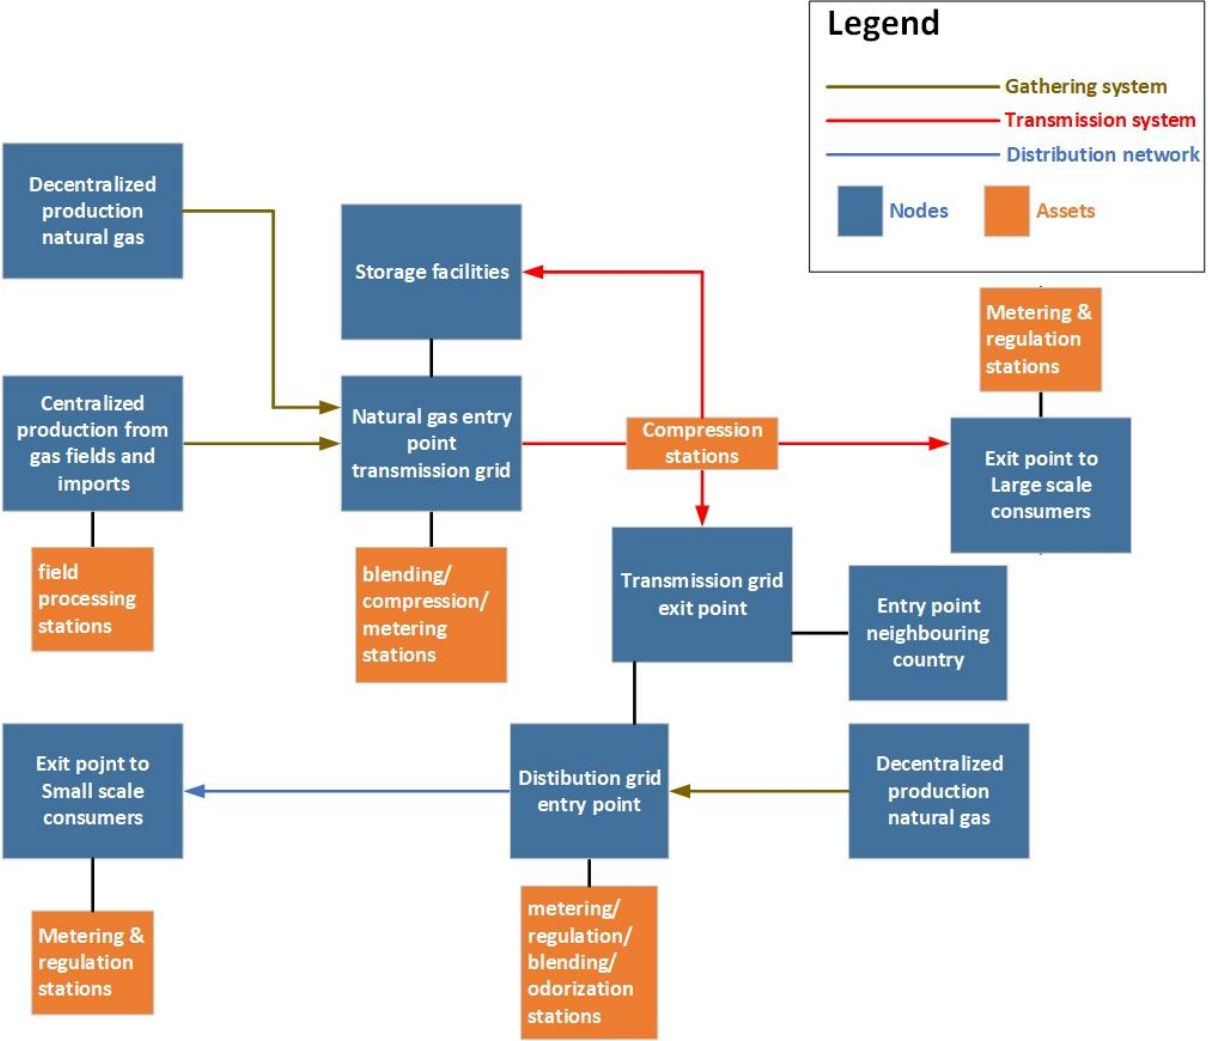 Legend
Gathering system
Transmission system
Distribution network
Nodes
Assets
Decentralized
production
natural gas
Storage facilities
Metering &
regulation
stations
Centralized
production from
gas fields and
imports
Natural gas entry
point
transmission grid
Compression
stations
Exit point to
Large scale
consumers
field
processing
stations
blending/
compression/
metering
stations
Transmission grid
exit point
Entry point
neighbouring
country
Exit pojnt to
Small scale
consumers
Distibution grid
entry point
Decentralized
production
natural gas
Metering &
regulation
stations
metering/
regulation/
blending/
odorization
stations